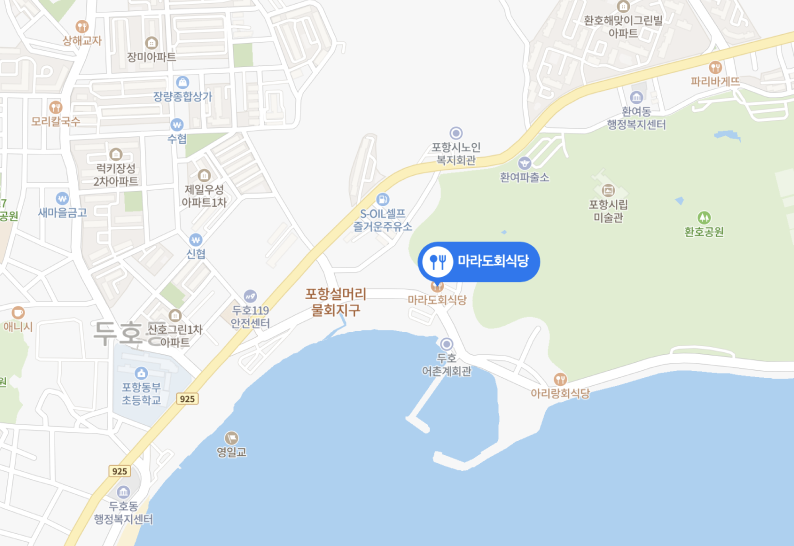 환호해맞이그린빌
아파트
상해교자
장미아파트
파리바게뜨
장량종합상가
환여동
행정복지센터
모리칼국수
수협
포항시노인
복지회관
럭키장성
2차아파트
환여파출소
제일우성
아파트1차
포항시립
미술관
새마을금고
7
공원
S-OIL셀프
즐거운주유소
환호공원
신협
마라도회식당
마라도회식당
포항설머리
물회지구
두호119
안전센터
애니시
두호동
산호그린1차
아파트
두호
어촌계회관
원
포항동부
초등학교
아리랑회식당
925
영일교
925
두호동
행정복지센터